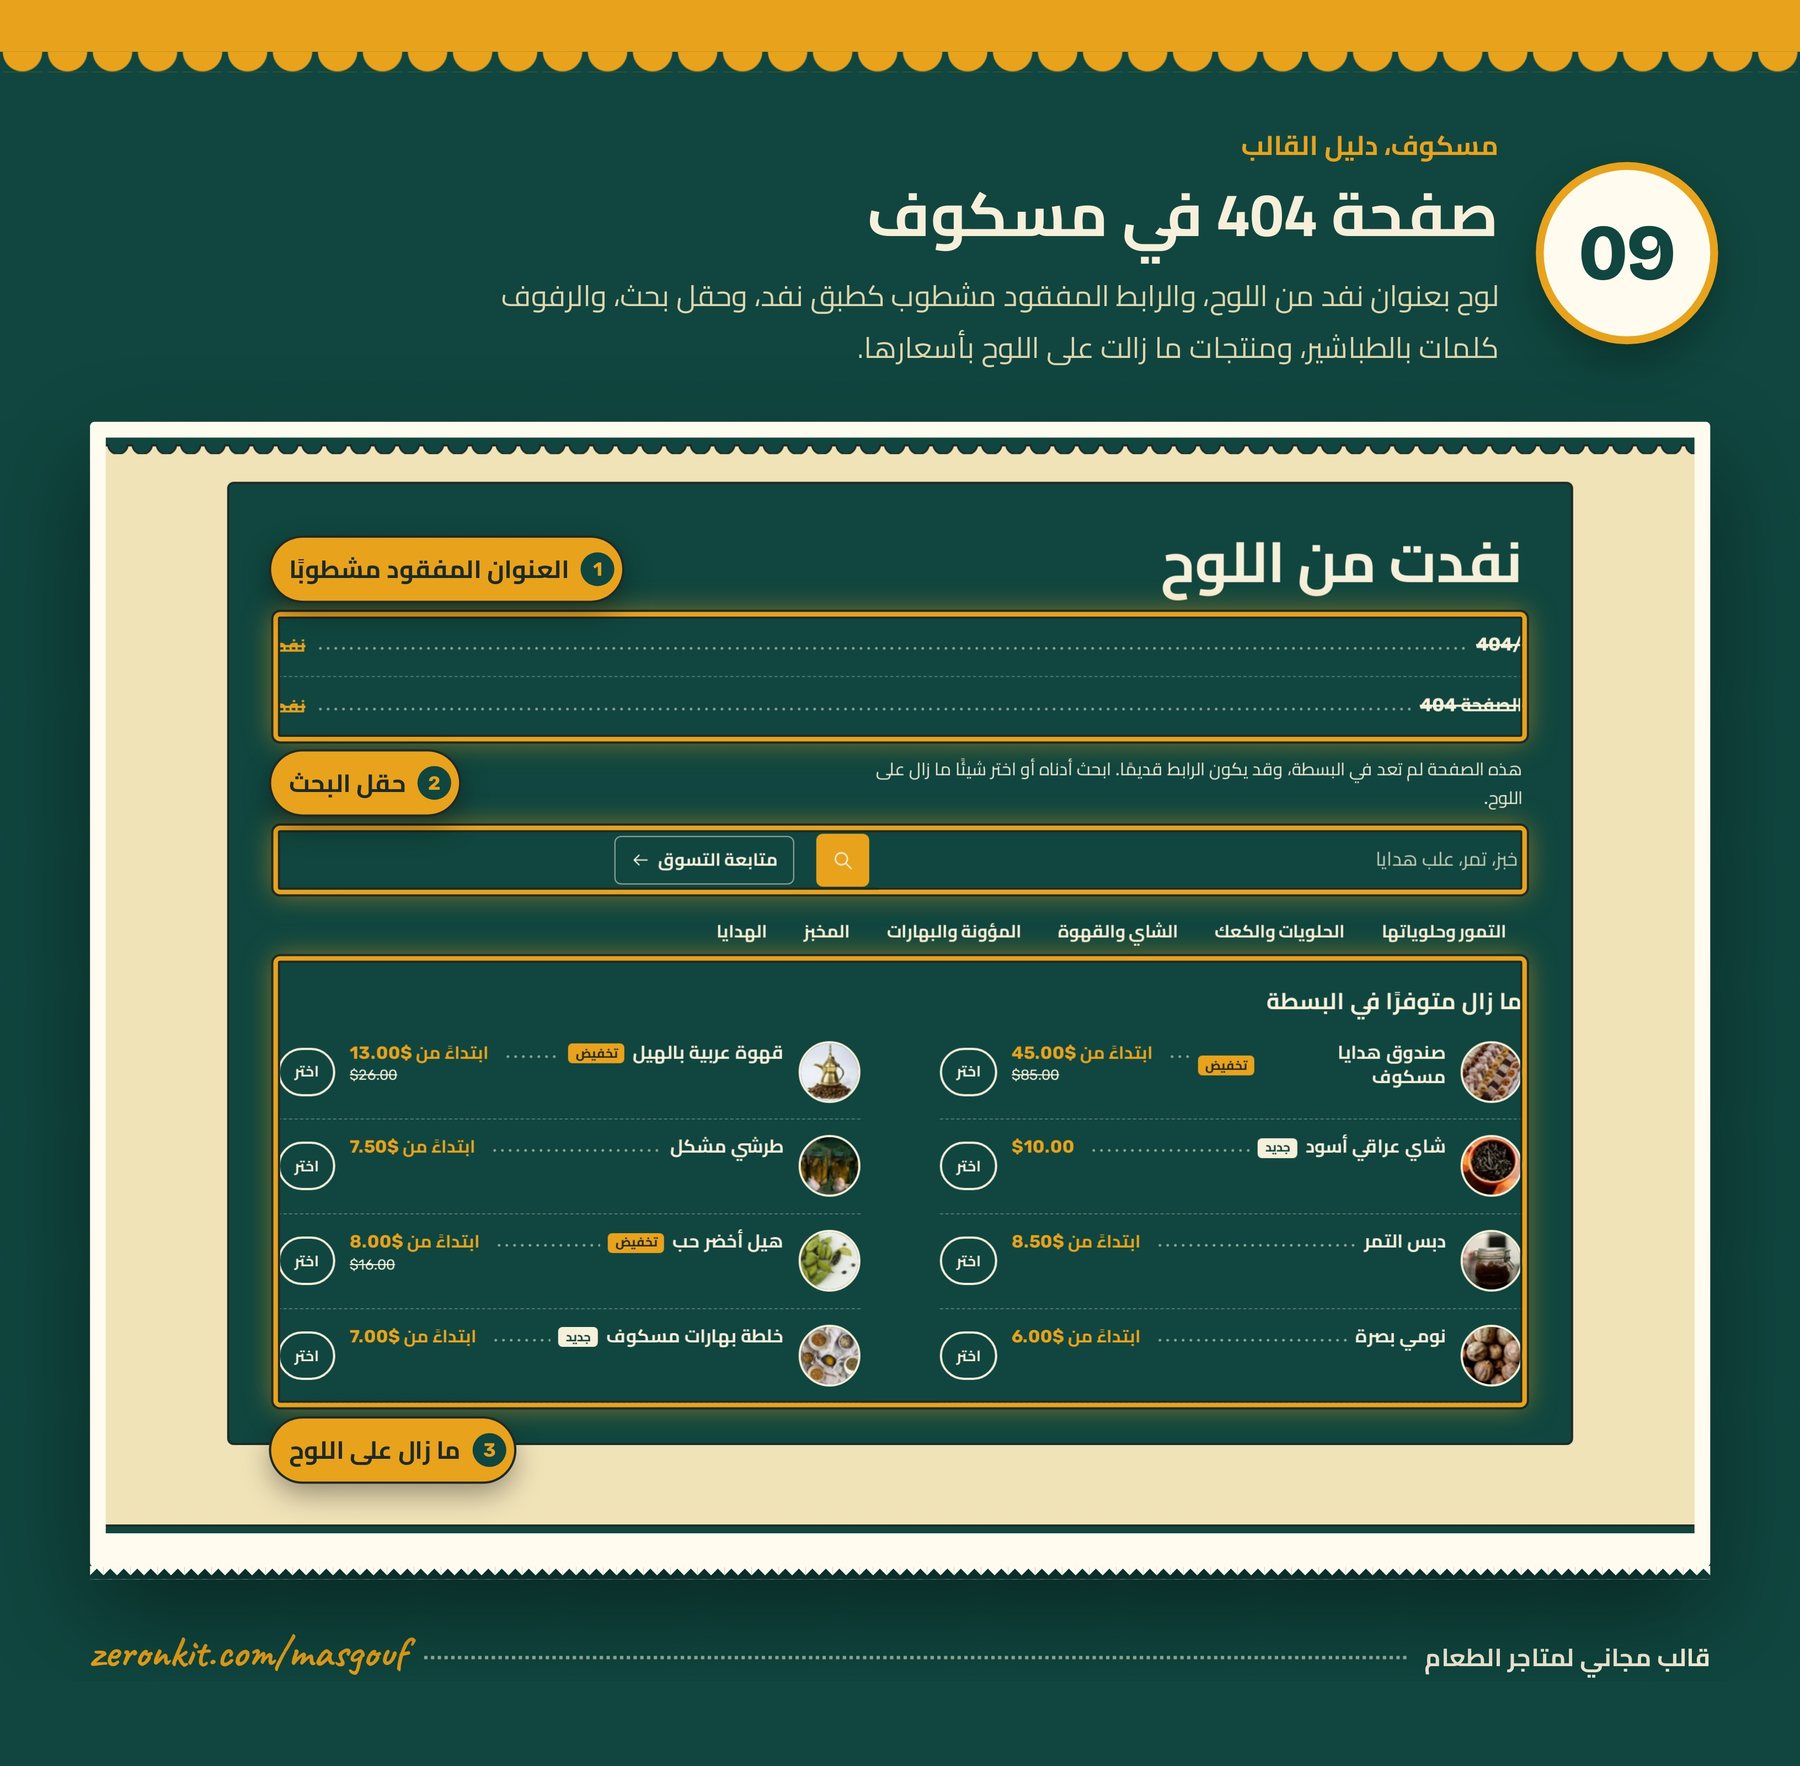 مسكوف، دليل القالب
09
صفحة 404 في مسكوف
لوح بعنوان نفد من اللوح، والرابط المفقود مشطوب كطبق نفد، وحقل بحث، والرفوف
كلمات بالطباشير، ومنتجات ما زالت على اللوح بأسعارها.
نفدت من اللوح
1 العنوان المفقود مشطوبًا
/404
الصفحة 404
2 حقل البحث
هذه الصفحة لم تعد في البسطة، وقد يكون الرابط قديمًا. ابحث أدناه أو اختر شيئًا ما زال على
اللوح.
خبز، تمر، علب هدايا
متابعة التسوق ←
التمور وحلوياتها الحلويات والكعك الشاي والقهوة المؤونة والبهارات المخبز الهدايا
ما زال متوفرًا في البسطة
صندوق هدايا
مسكوف
تخفيض ... ابتداءً من $45.00
$85.00
اختر
قهوة عربية بالهيل تخفيض ....... ابتداءً من $13.00
$26.00
اختر
شاي عراقي أسود جديد ...................... $10.00
اختر
طرشي مشكل ....................... ابتداءً من $7.50
اختر
دبس التمر ........................... ابتداءً من $8.50
اختر
هيل أخضر حب تخفيض .............. ابتداءً من $8.00
$16.00
اختر
نومي بصرة .......................... ابتداءً من $6.00
اختر
خلطة بهارات مسكوف جديد ........ ابتداءً من $7.00
اختر
3 ما زال على اللوح
قالب مجاني لمتاجر الطعام
zeronkit.com/masgouf